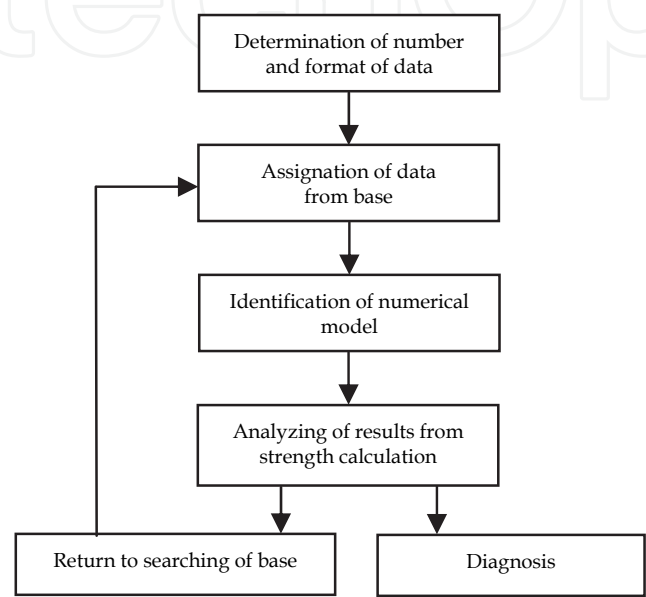 Determination of number
and format of data
Assignation of data
from base
Identification of numerical
model
Analyzing of results from
strength calculation
Return to searching of base
Diagnosis